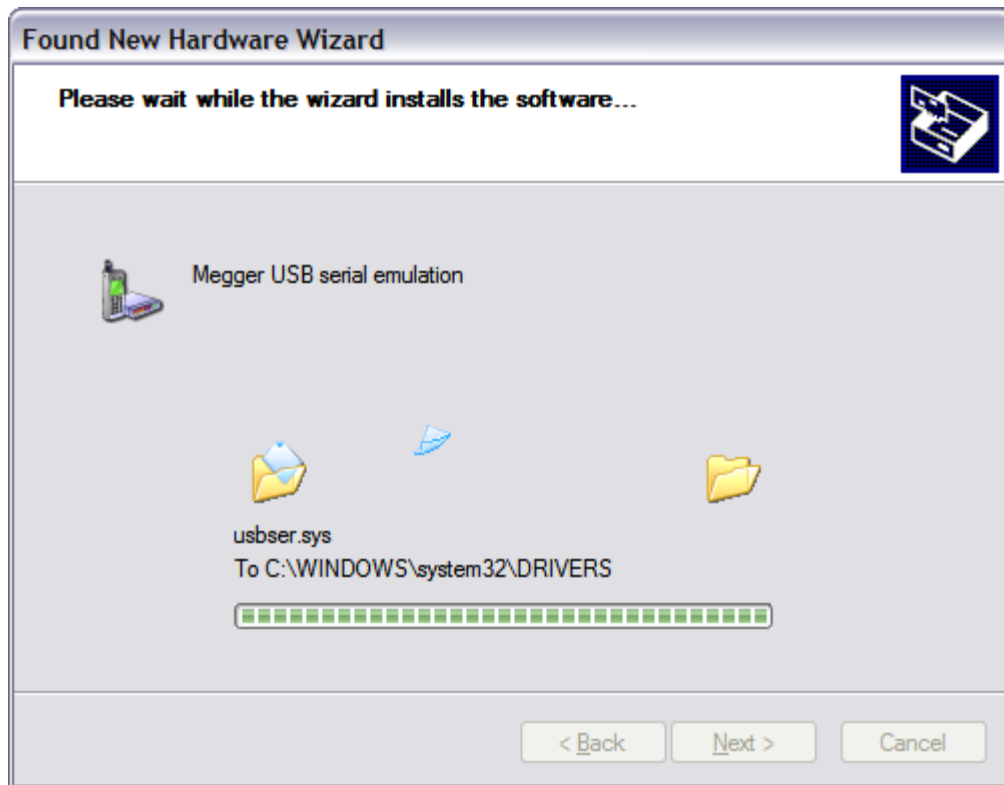 Found New Hardware Wizard
Please wait while the wizard installs the software...
Megger USB serial emulation
usbser.sys
To C:\WINDOWS\system32\DRIVERS
< Back
Next >
Cancel